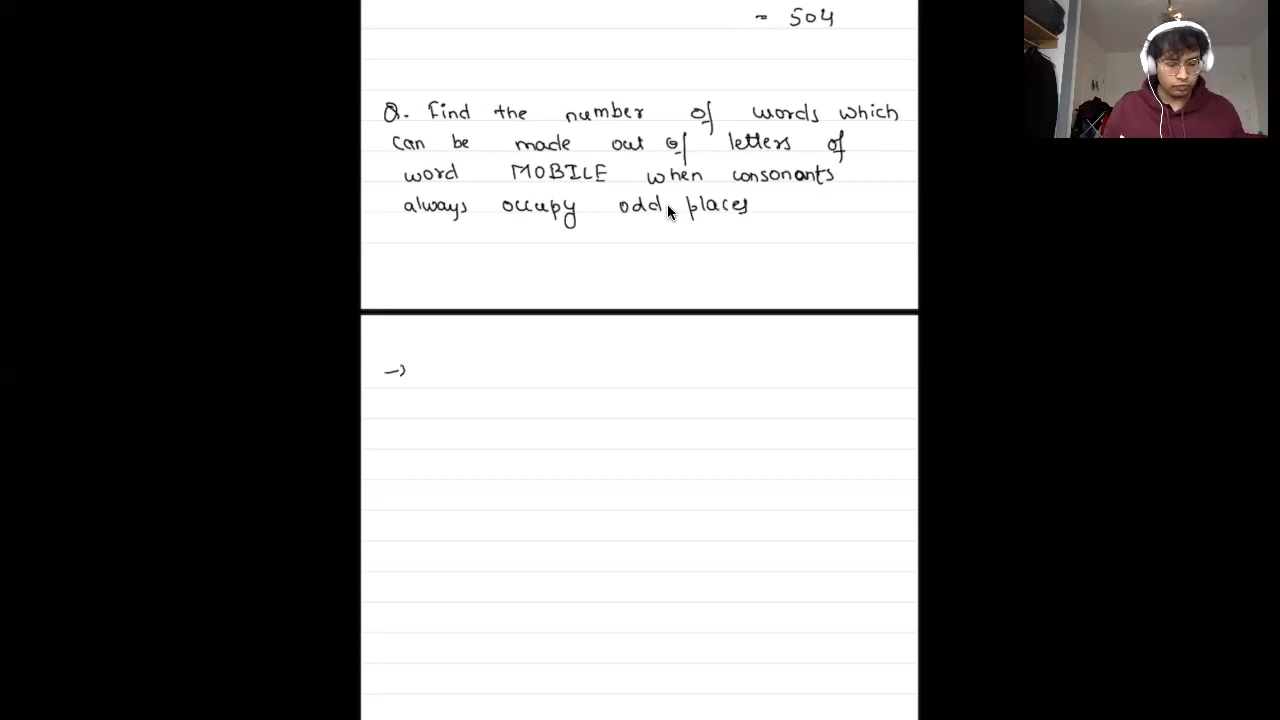 = 504
Q. Find the number of words which
can be made out of letters of
word MOBILE when consonants
always occupy odd places
→